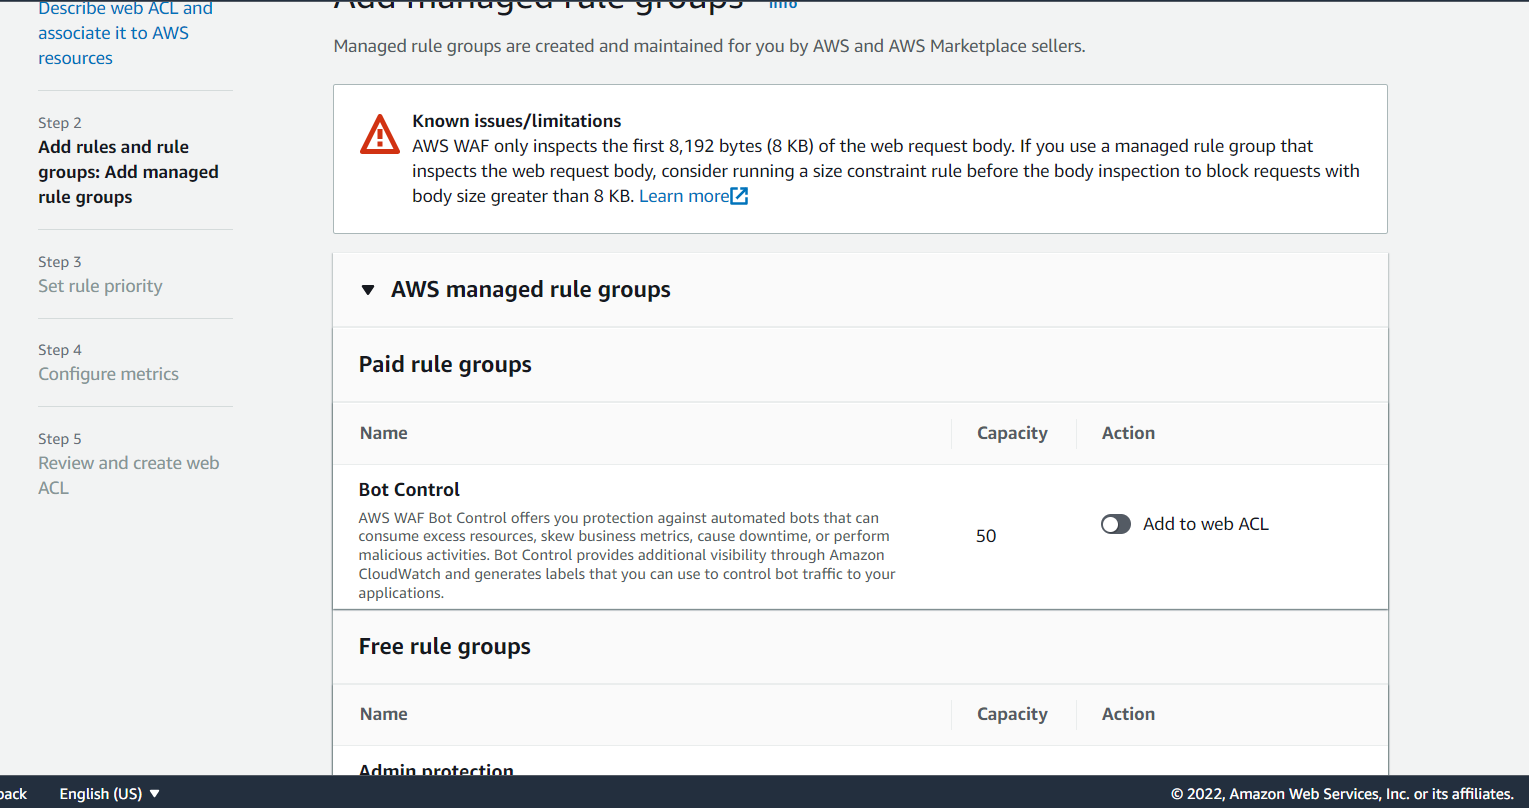 Describe web ACL and
associate it to AWS
resources
Step 2
Add rules and rule
groups: Add managed
rule groups
Step 3
Set rule priority
Step 4
Configure metrics
Step 5
Review and create web
ACL
Add managed rule groups Info
Managed rule groups are created and maintained for you by AWS and AWS Marketplace sellers.
Known issues/limitations
AWS WAF only inspects the first 8,192 bytes (8 KB) of the web request body. If you use a managed rule group that
inspects the web request body, consider running a size constraint rule before the body inspection to block requests with
body size greater than 8 KB. Learn more
AWS managed rule groups
Paid rule groups
Name Capacity Action
Bot Control
AWS WAF Bot Control offers you protection against automated bots that can
consume excess resources, skew business metrics, cause downtime, or perform
malicious activities. Bot Control provides additional visibility through Amazon
CloudWatch and generates labels that you can use to control bot traffic to your
applications.
50
Add to web ACL
Free rule groups
Name Capacity Action
Admin protection
back English (US)
© 2022, Amazon Web Services, Inc. or its affiliates.